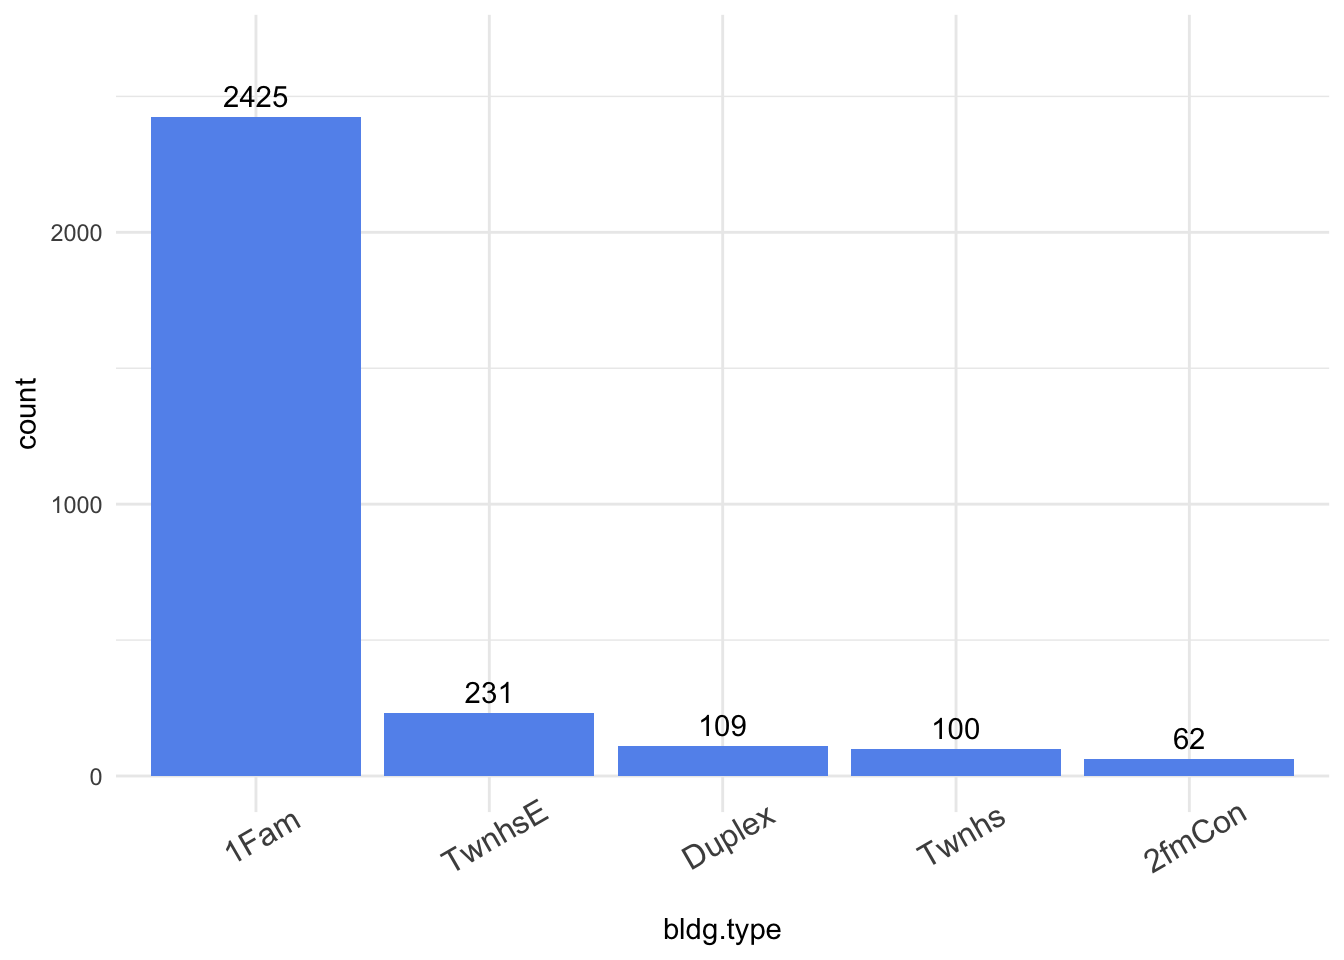 2425
2000
count
1000
231
109
100
62
0
1Fam
TwnhsE
Duplex
Twnhs
2fmCon
bldg.type